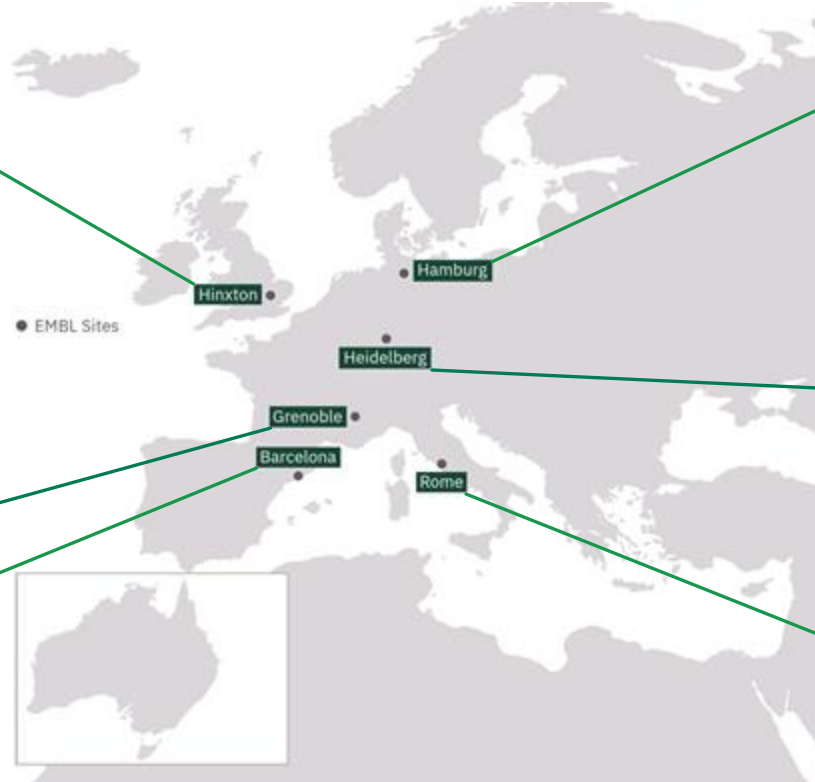 Hamburg
Hinxton
EMBL Sites
Heidelberg
Grenoble
Barcelona
Rome